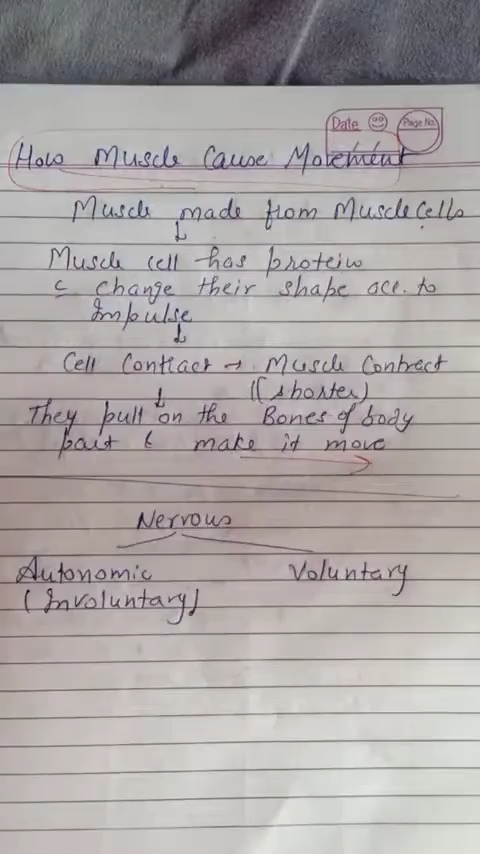 Date Page No.
How Muscle Cause Movement
Muscle made from Muscle Cells
↓
Muscle cell has protein
c change their shape acc. to
Impulse
↓
Cell Contract → Muscle Contract
↓ (shorter)
They pull on the Bones of body
part & make it move
Nervous
Autonomic Voluntary
(Involuntary)